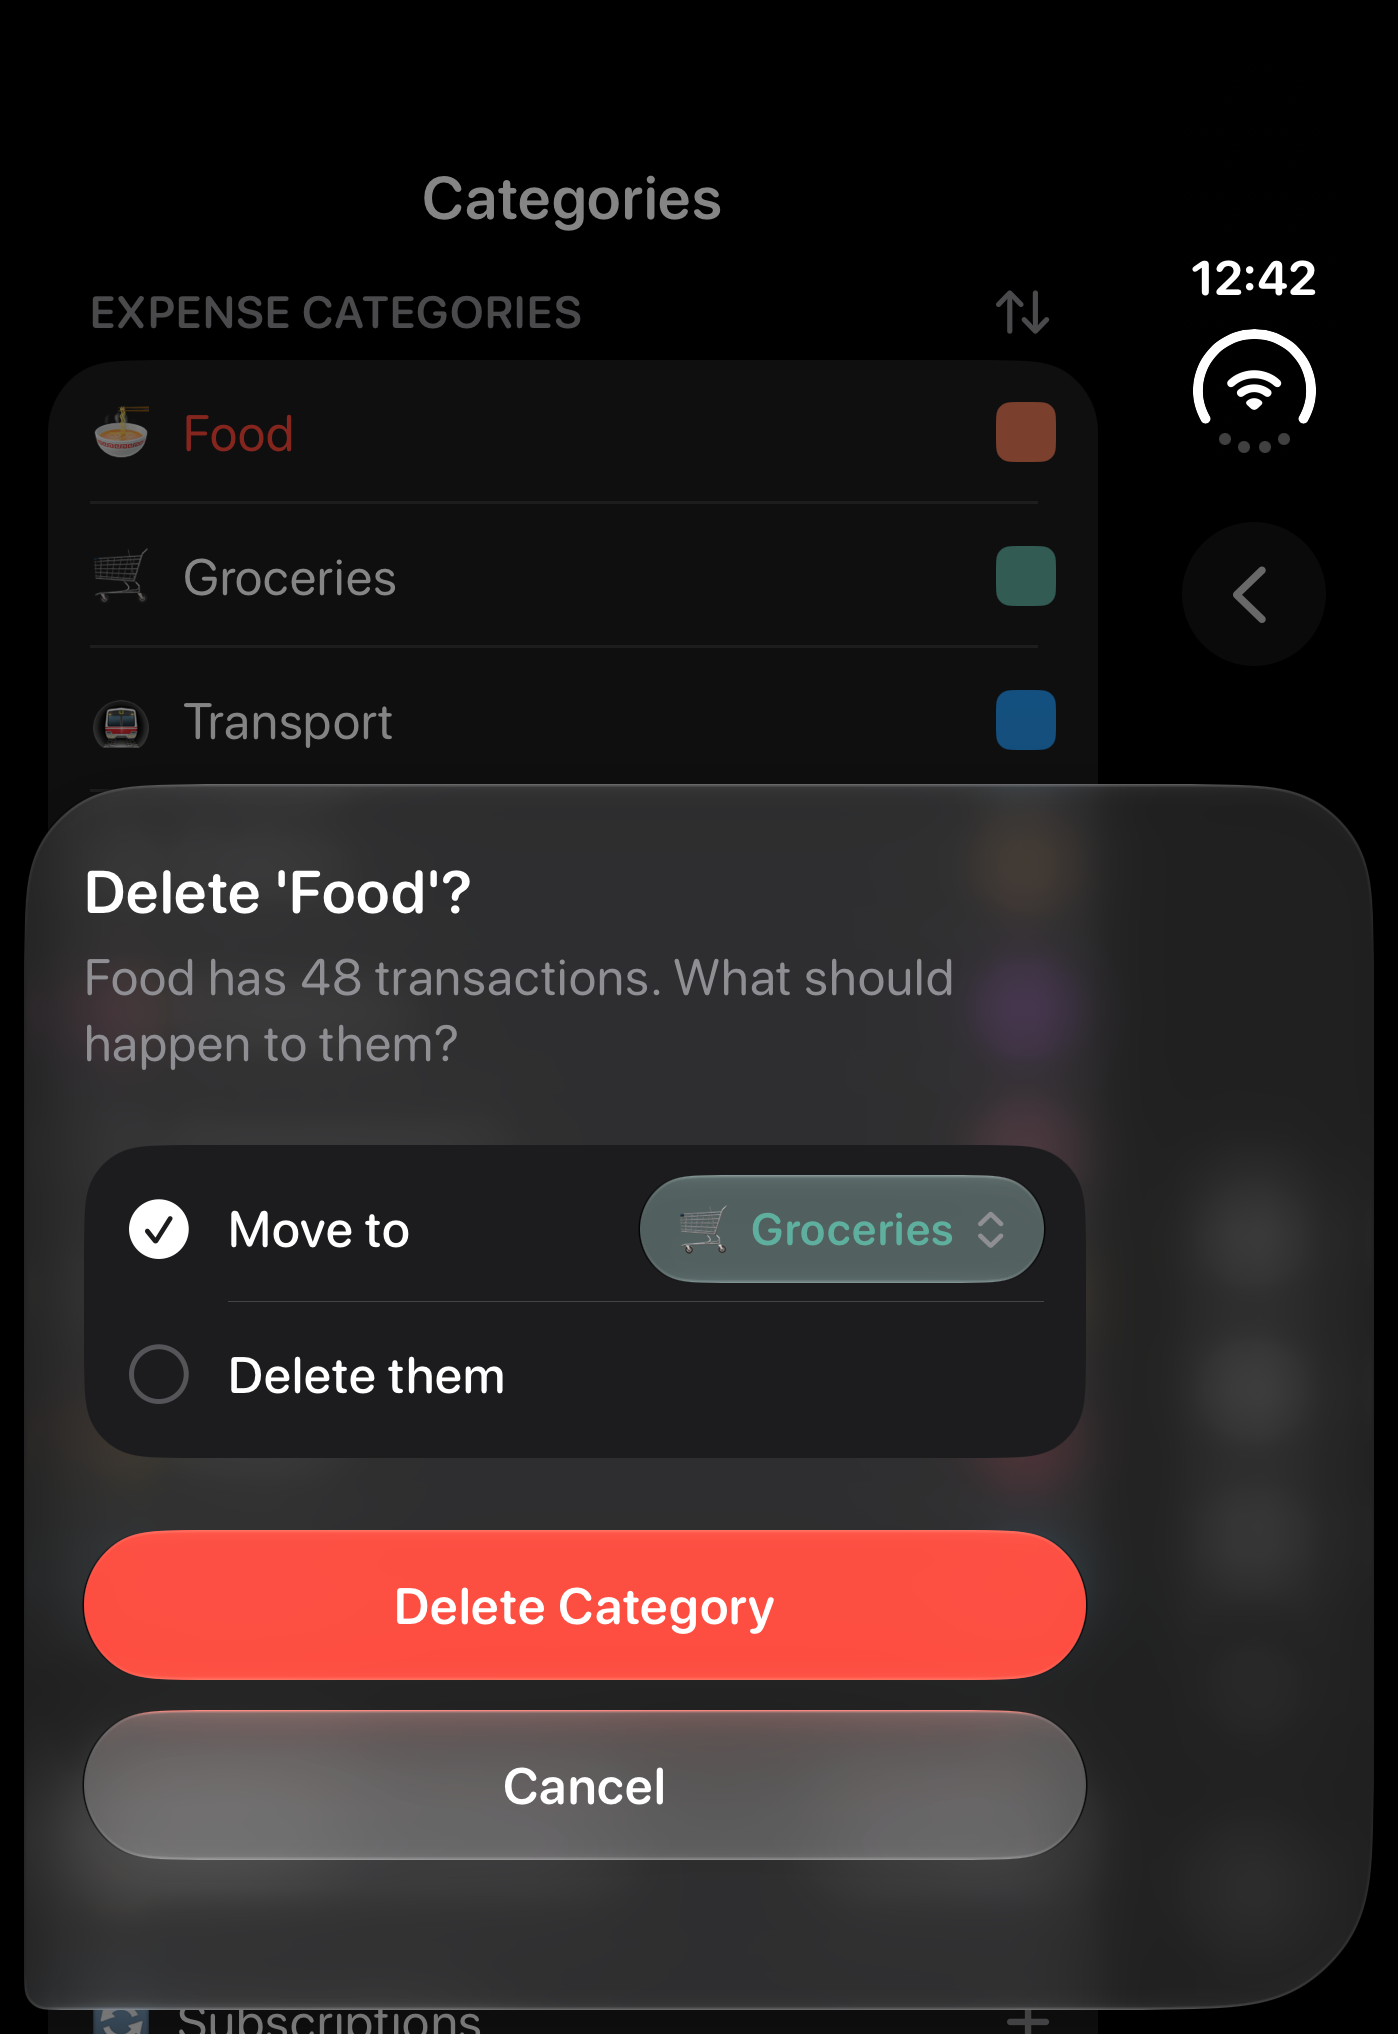 Categories
12:42
EXPENSE CATEGORIES
Food
Groceries
Transport
Delete 'Food'?
Food has 48 transactions. What should
happen to them?
Move to
Groceries
Delete them
Delete Category
Cancel
Subscriptions